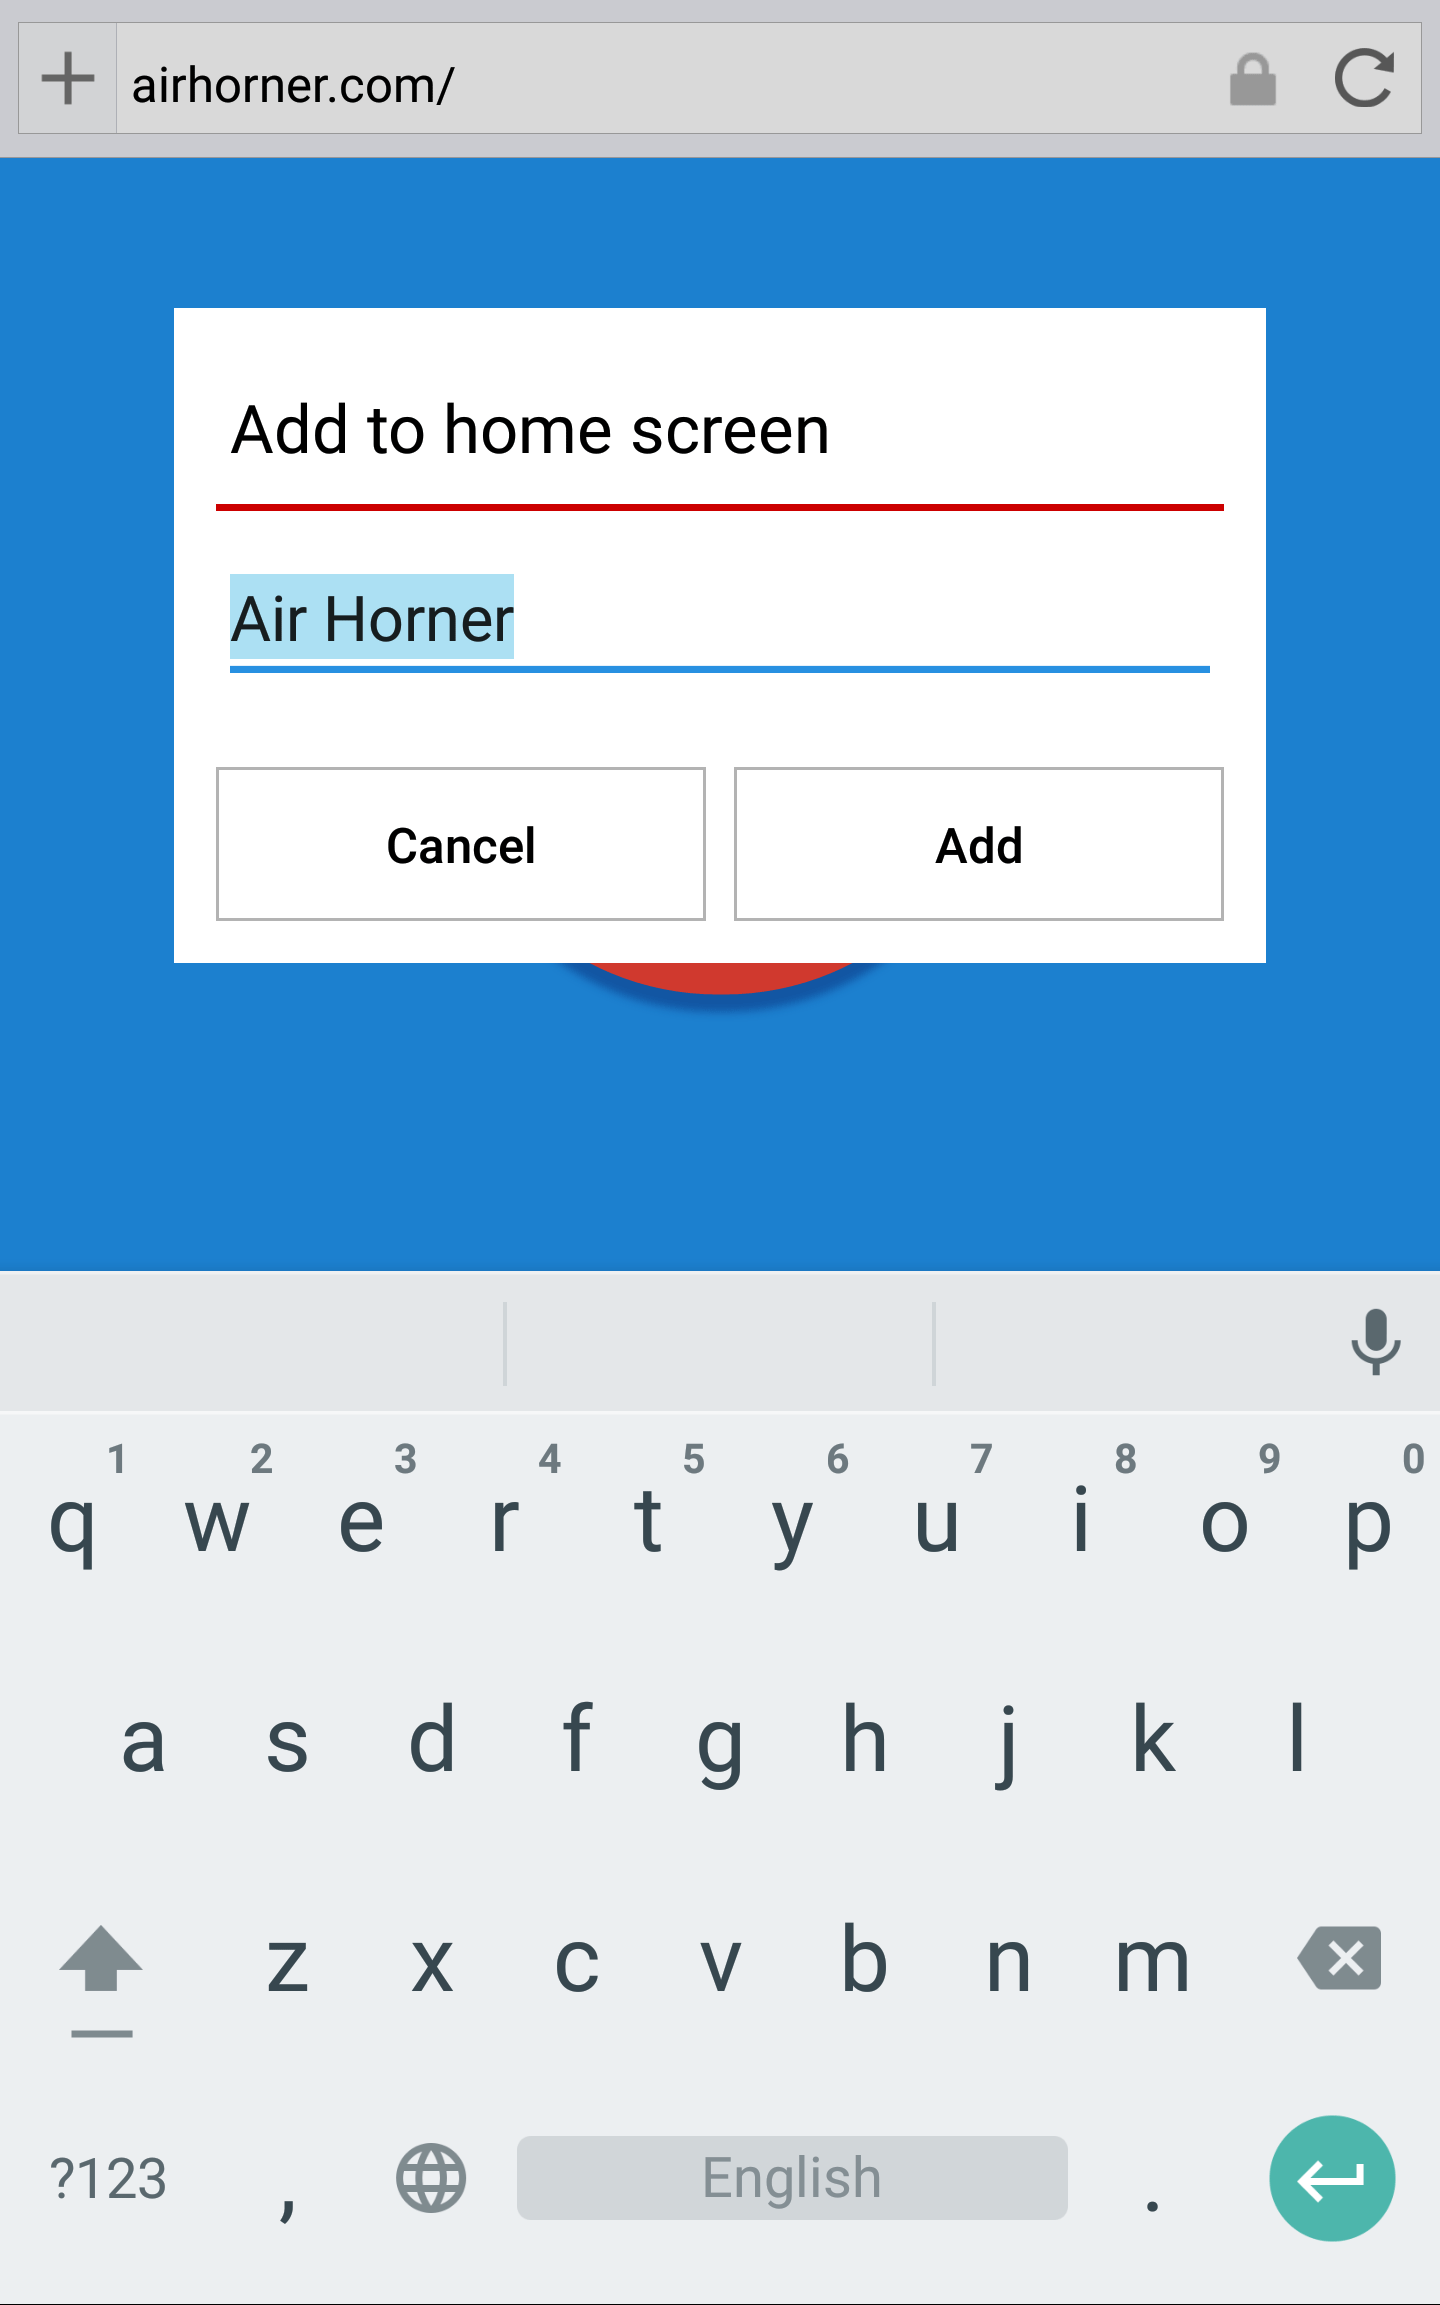 airhorner.com/
Add to home screen
Air Horner
Cancel Add
1 2 3 4 5 6 7 8 9 0
q w e r t y u i o p
a s d f g h j k l
z x c v b n m
?123 , English .